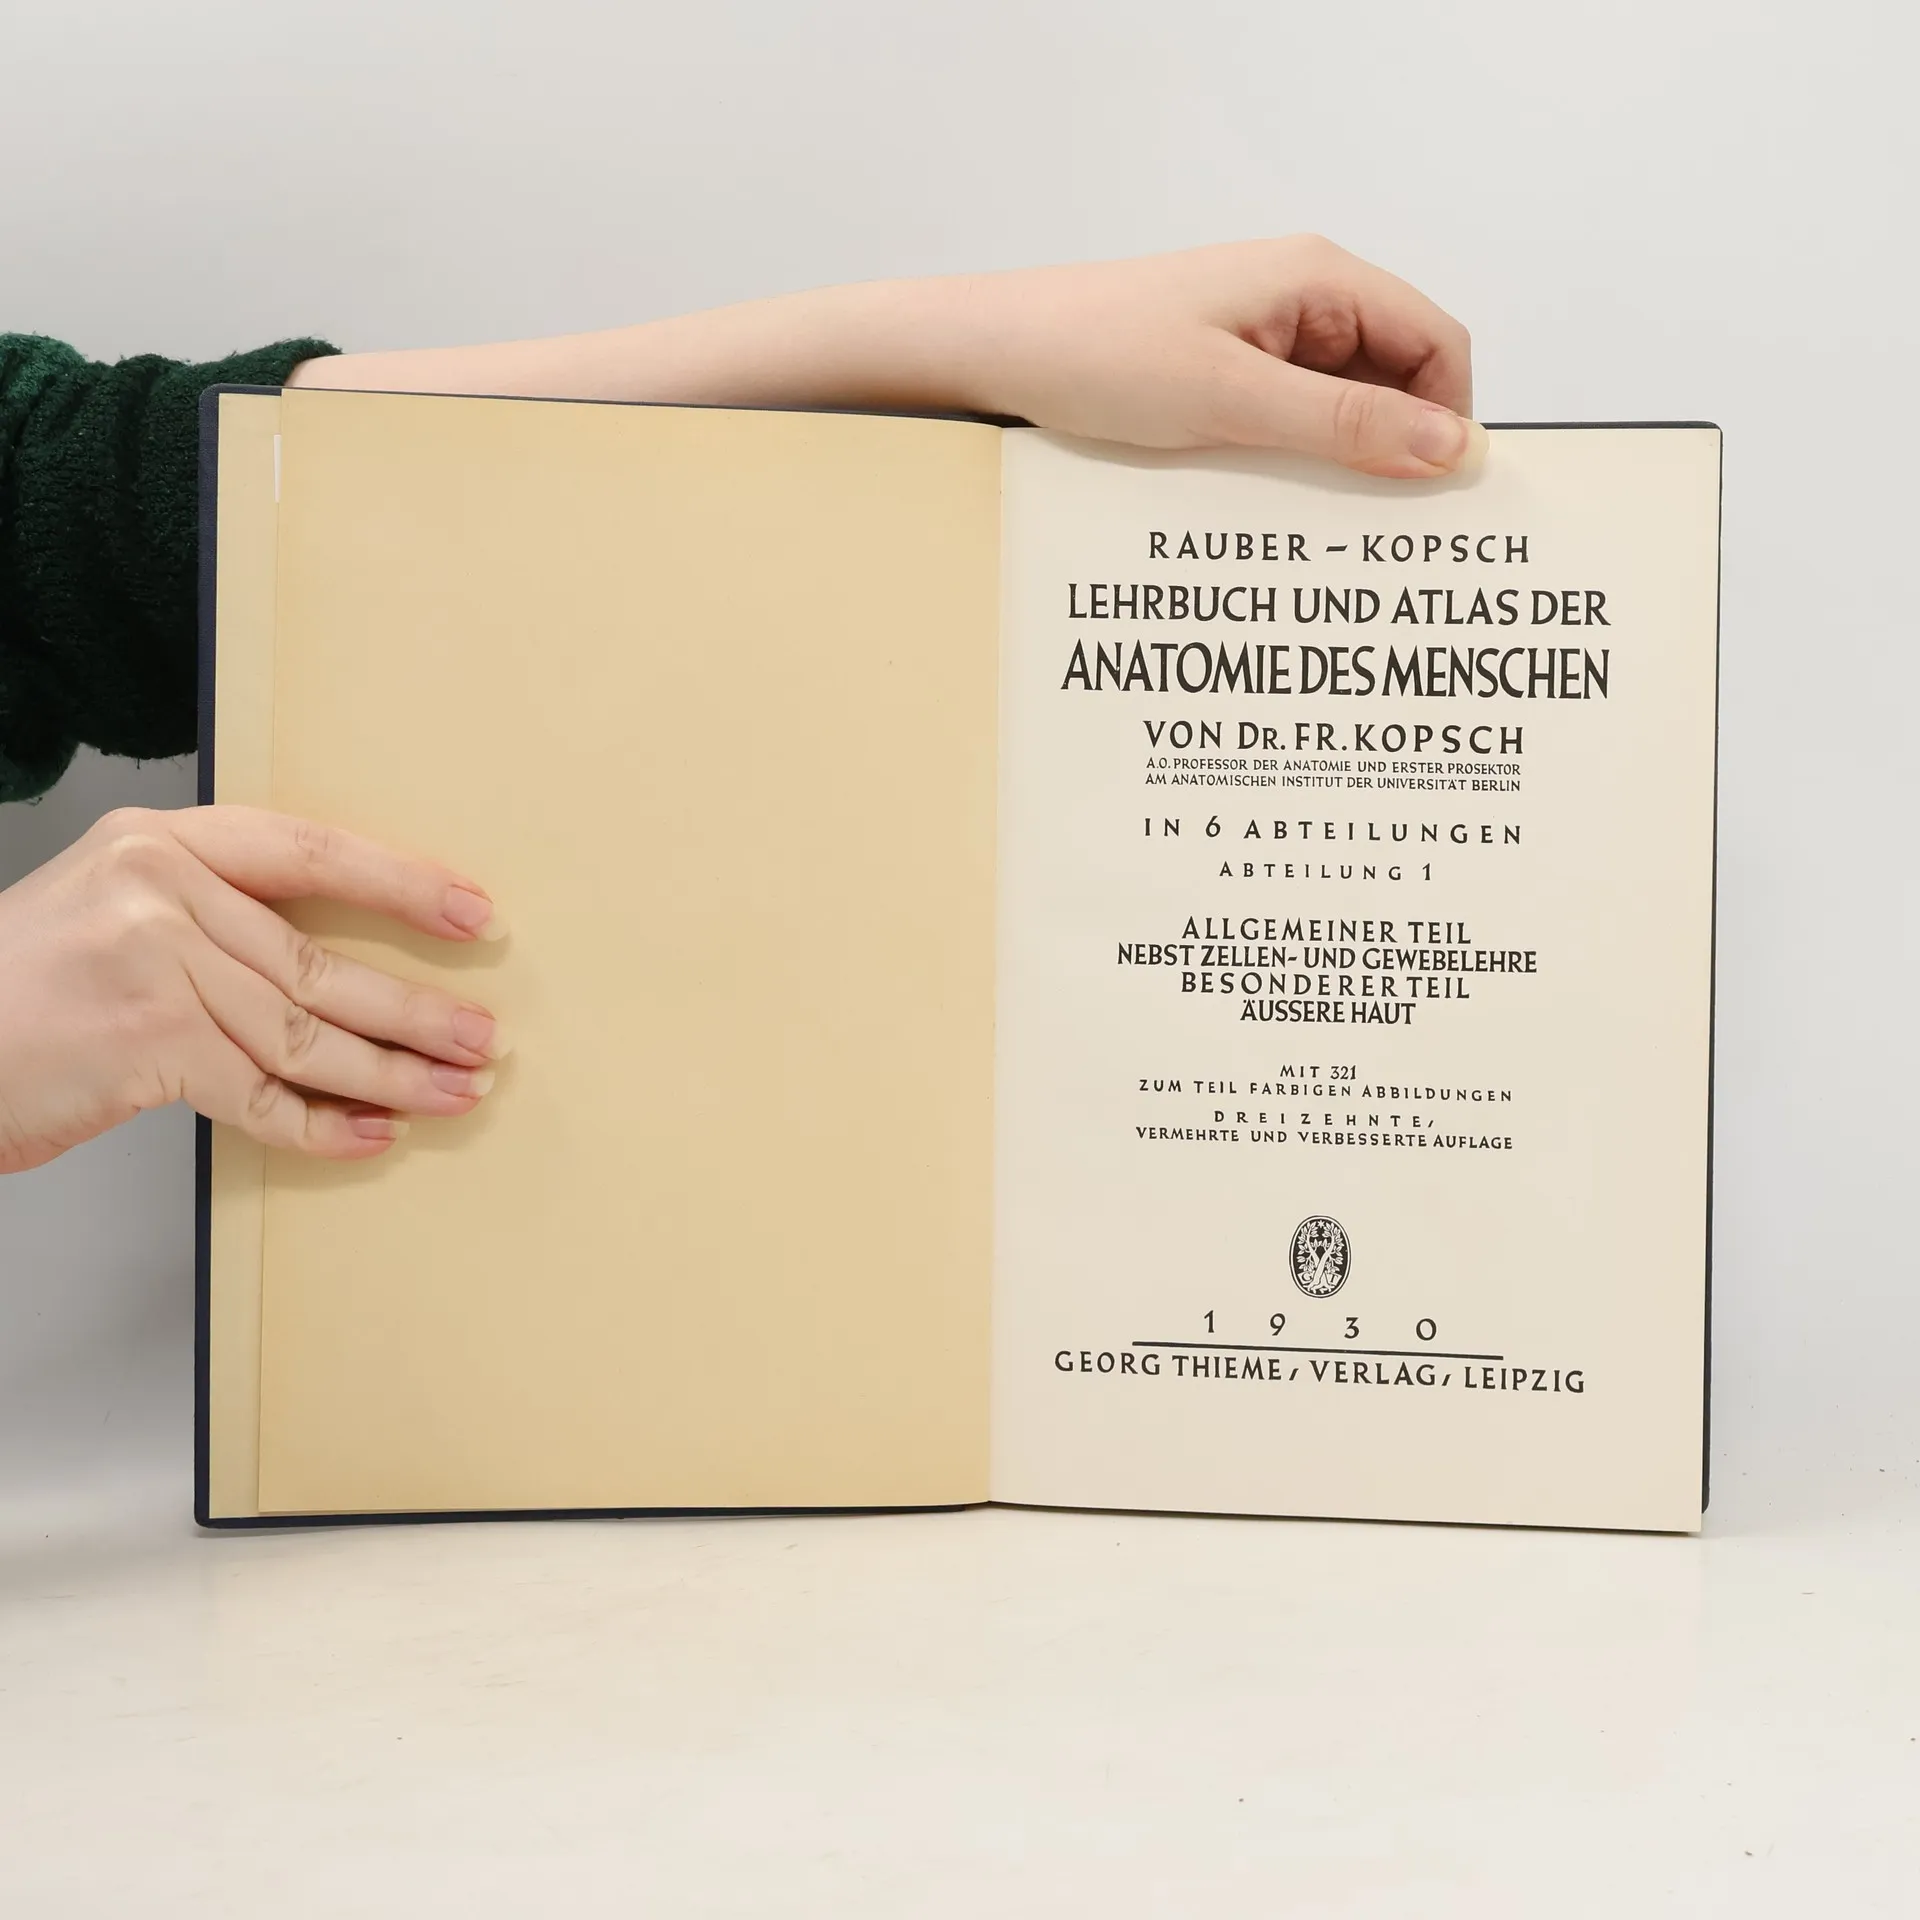 RAUBER – KOPSCH
LEHRBUCH UND ATLAS DER
ANATOMIE DES MENSCHEN
VON DR. FR. KOPSCH
A.O. PROFESSOR DER ANATOMIE UND ERSTER PROSEKTOR
AM ANATOMISCHEN INSTITUT DER UNIVERSITÄT BERLIN
IN 6 ABTEILUNGEN
ABTEILUNG 1
ALLGEMEINER TEIL
NEBST ZELLEN- UND GEWEBELEHRE
BESONDERER TEIL
ÄUSSERE HAUT
MIT 321
ZUM TEIL FARBIGEN ABBILDUNGEN
DREIZEHNTE,
VERMEHRTE UND VERBESSERTE AUFLAGE
1930
GEORG THIEME, VERLAG, LEIPZIG